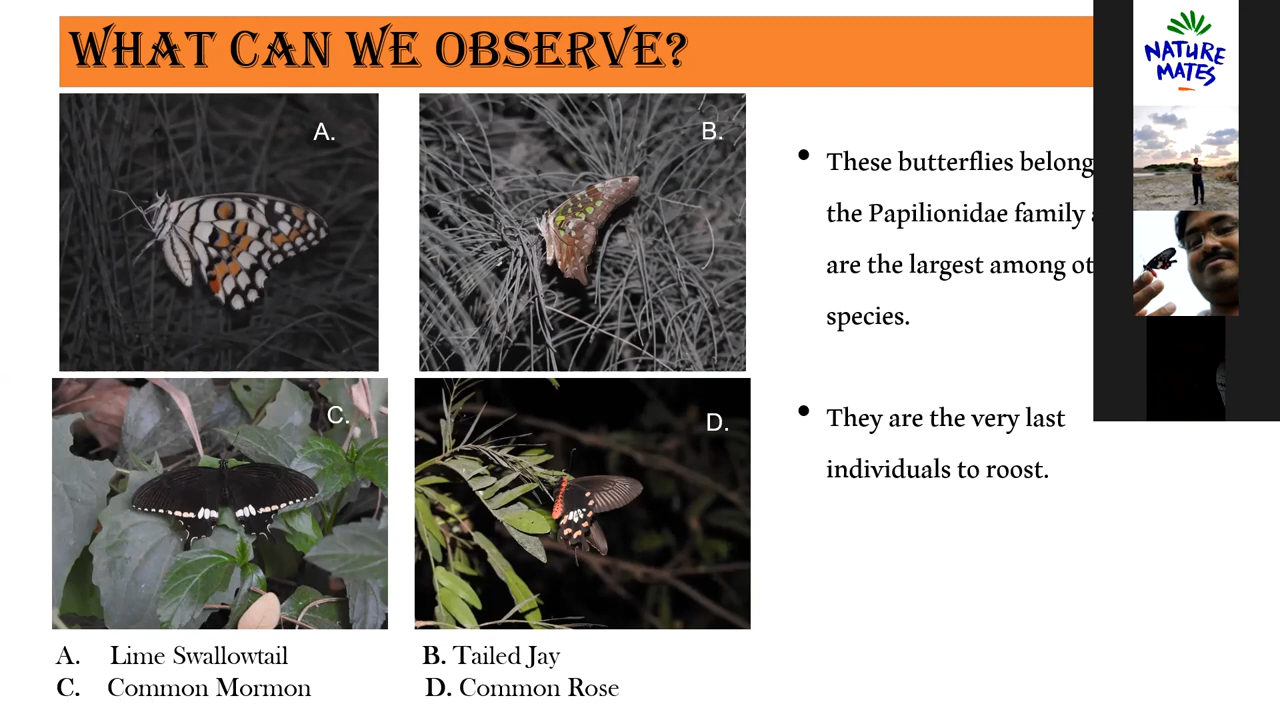 WHAT CAN WE OBSERVE?
NATURE
MATES
A.
B.
• These butterflies belong
the Papilionidae family
are the largest among
species.
C.
D.
• They are the very last
individuals to roost.
A. Lime Swallowtail
B. Tailed Jay
C. Common Mormon
D. Common Rose